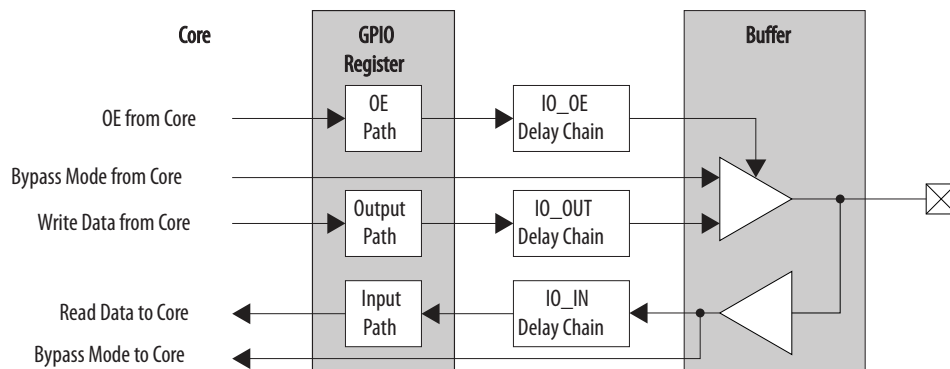 Core
GPIO
Register
Buffer
OE from Core
OE
Path
IO_OE
Delay Chain
Bypass Mode from Core
Write Data from Core
Output
Path
IO_OUT
Delay Chain
Read Data to Core
Input
Path
IO_IN
Delay Chain
Bypass Mode to Core